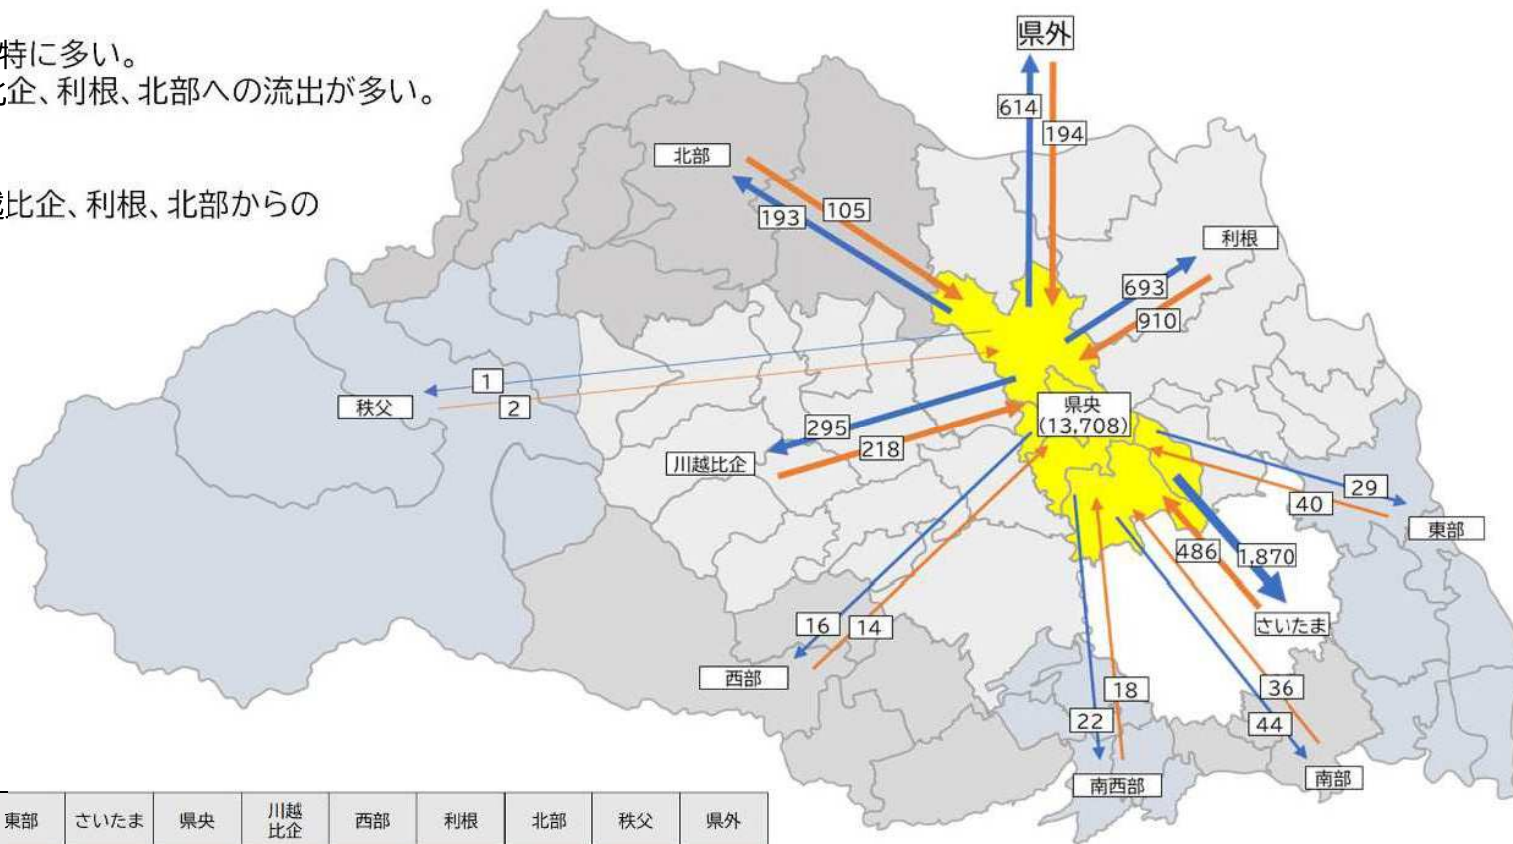 特に多い。
企、利根、北部への流出が多い。
比企、利根、北部からの
県外
614
194
北部
193
105
利根
693
910
秩父
1
2
県央
(13,708)
295
218
川越比企
29
40
東部
486
1,870
さいたま
16
14
西部
18
22
南西部
36
44
南部
東部 さいたま 県央 川越 西部 利根 北部 秩父 県外
比企